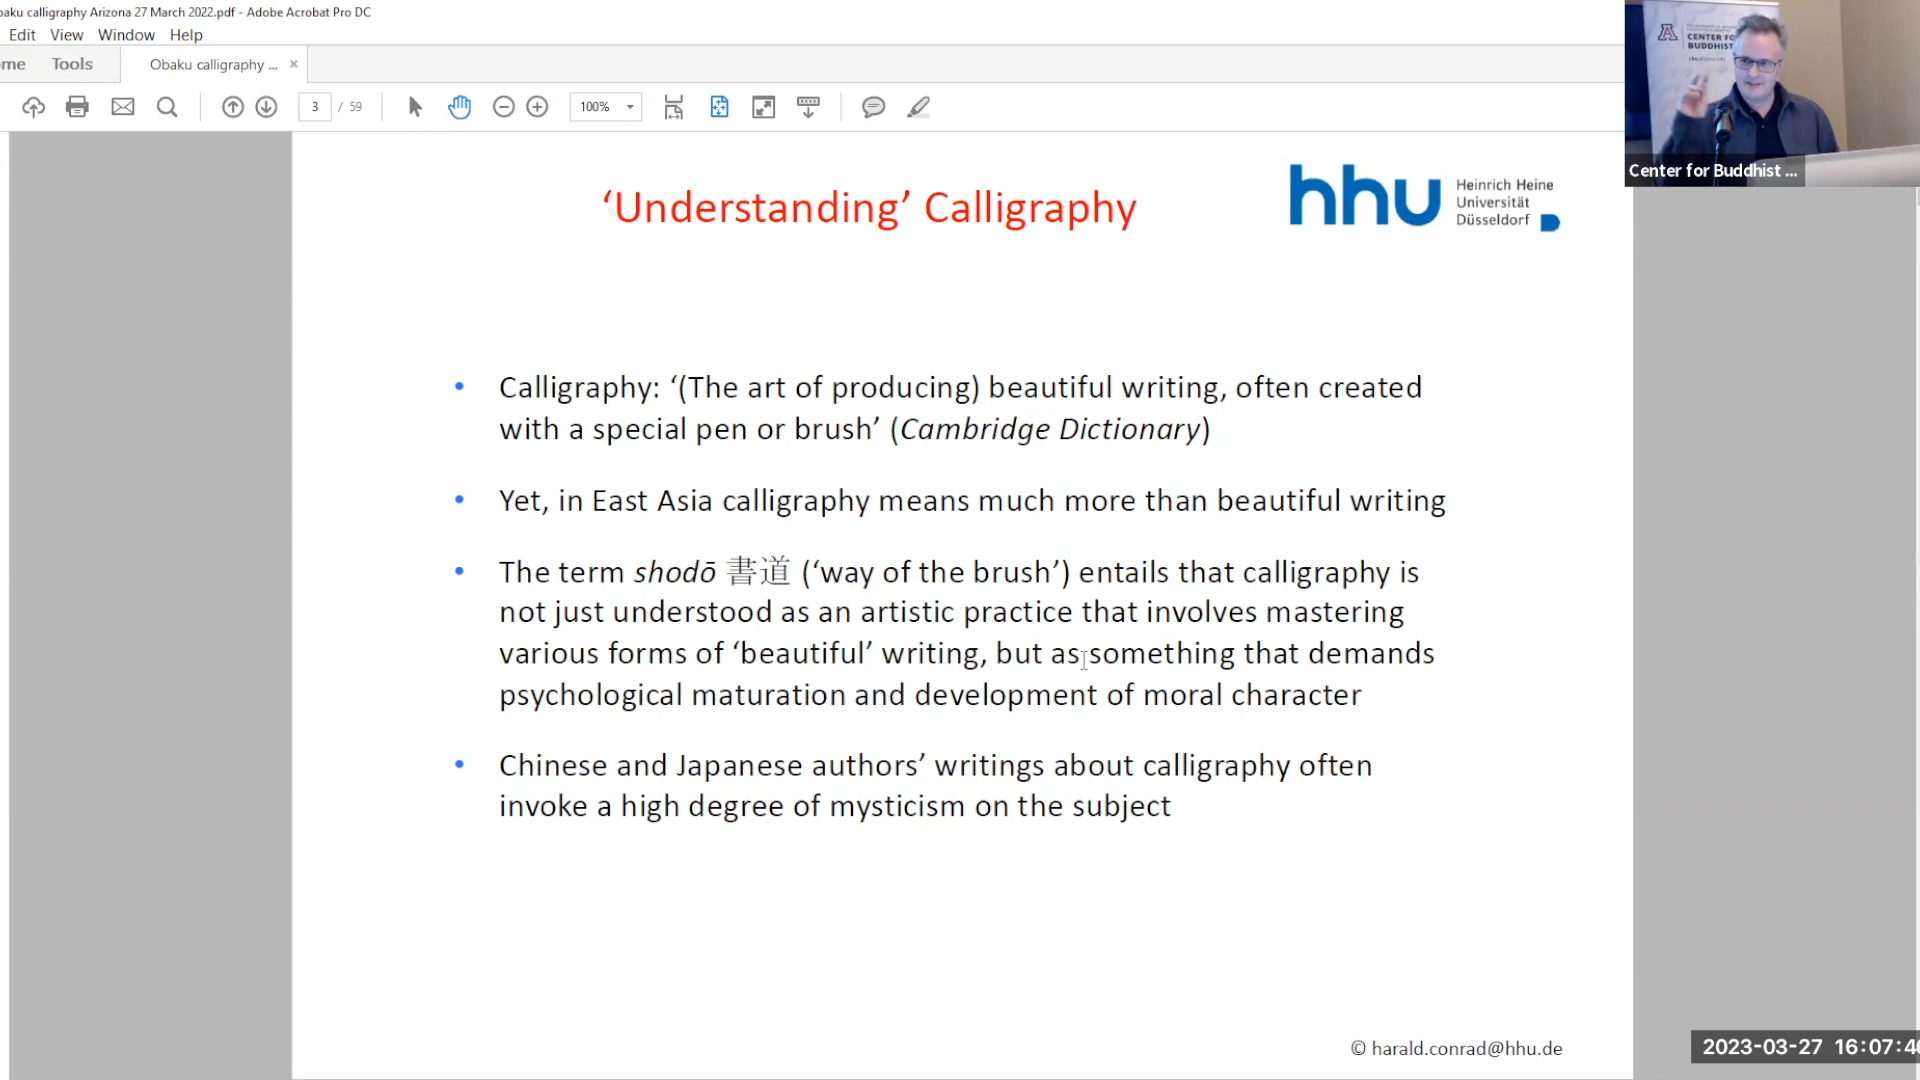 baku calligraphy Arizona 27 March 2022.pdf - Adobe Acrobat Pro DC
Edit View Window Help
me Tools Obaku calligraphy ... ×
3 / 59 100%
CENTER FO
BUDDHIST
Center for Buddhist ...
‘Understanding’ Calligraphy
hhu Heinrich Heine
Universität
Düsseldorf
• Calligraphy: ‘(The art of producing) beautiful writing, often created
with a special pen or brush’ (Cambridge Dictionary)
• Yet, in East Asia calligraphy means much more than beautiful writing
• The term shodō 書道 (‘way of the brush’) entails that calligraphy is
not just understood as an artistic practice that involves mastering
various forms of ‘beautiful’ writing, but as something that demands
psychological maturation and development of moral character
• Chinese and Japanese authors’ writings about calligraphy often
invoke a high degree of mysticism on the subject
© harald.conrad@hhu.de
2023-03-27 16:07:4